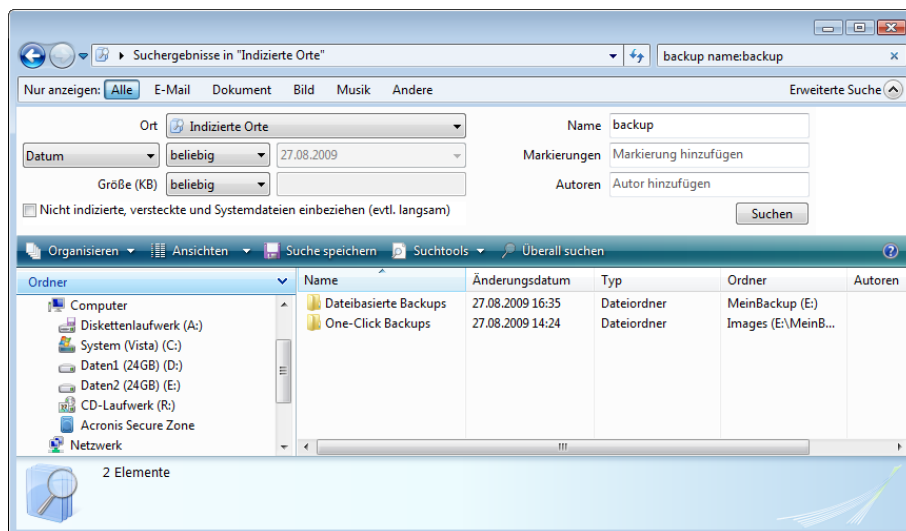 Suchergebnisse in "Indizierte Orte"
backup name:backup
Nur anzeigen: Alle E-Mail Dokument Bild Musik Andere Erweiterte Suche
Ort Indizierte Orte Name backup
Datum beliebig 27.08.2009 Markierungen Markierung hinzufügen
Größe (KB) beliebig Autoren Autor hinzufügen
Nicht indizierte, versteckte und Systemdateien einbeziehen (evtl. langsam)
Suchen
Organisieren Ansichten Suche speichern Suchtools Überall suchen ?
Ordner
Computer
Diskettenlaufwerk (A:)
System (Vista) (C:)
Daten1 (24GB) (D:)
Daten2 (24GB) (E:)
CD-Laufwerk (R:)
Acronis Secure Zone
Netzwerk
Name Änderungsdatum Typ Ordner Autoren
Dateibasierte Backups 27.08.2009 16:35 Dateiordner MeinBackup (E:)
One-Click Backups 27.08.2009 14:24 Dateiordner Images (E:\MeinB...
2 Elemente